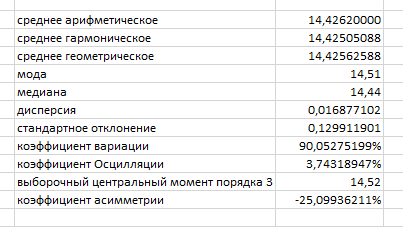 среднее арифметическое 14,42620000
среднее гармоническое 14,42505088
среднее геометрическое 14,42562588
мода 14,51
медиана 14,44
дисперсия 0,016877102
стандартное отклонение 0,129911901
коэффициент вариации 90,05275199%
коэффициент Осцилляции 3,74318947%
выборочный центральный момент порядка 3 14,52
коэффициент асимметрии -25,09936211%